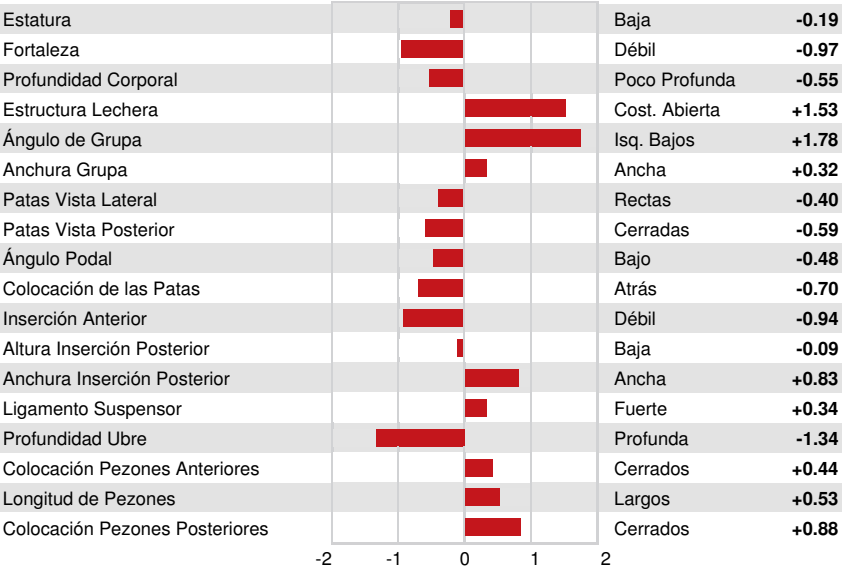 Estatura Baja -0.19
Fortaleza Débil -0.97
Profundidad Corporal Poco Profunda -0.55
Estructura Lechera Cost. Abierta +1.53
Ángulo de Grupa Isq. Bajos +1.78
Anchura Grupa Ancha +0.32
Patas Vista Lateral Rectas -0.40
Patas Vista Posterior Cerradas -0.59
Ángulo Podal Bajo -0.48
Colocación de las Patas Atrás -0.70
Inserción Anterior Débil -0.94
Altura Inserción Posterior Baja -0.09
Anchura Inserción Posterior Ancha +0.83
Ligamento Suspensor Fuerte +0.34
Profundidad Ubre Profunda -1.34
Colocación Pezones Anteriores Cerrados +0.44
Longitud de Pezones Largos +0.53
Colocación Pezones Posteriores Cerrados +0.88
-2 -1 0 1 2